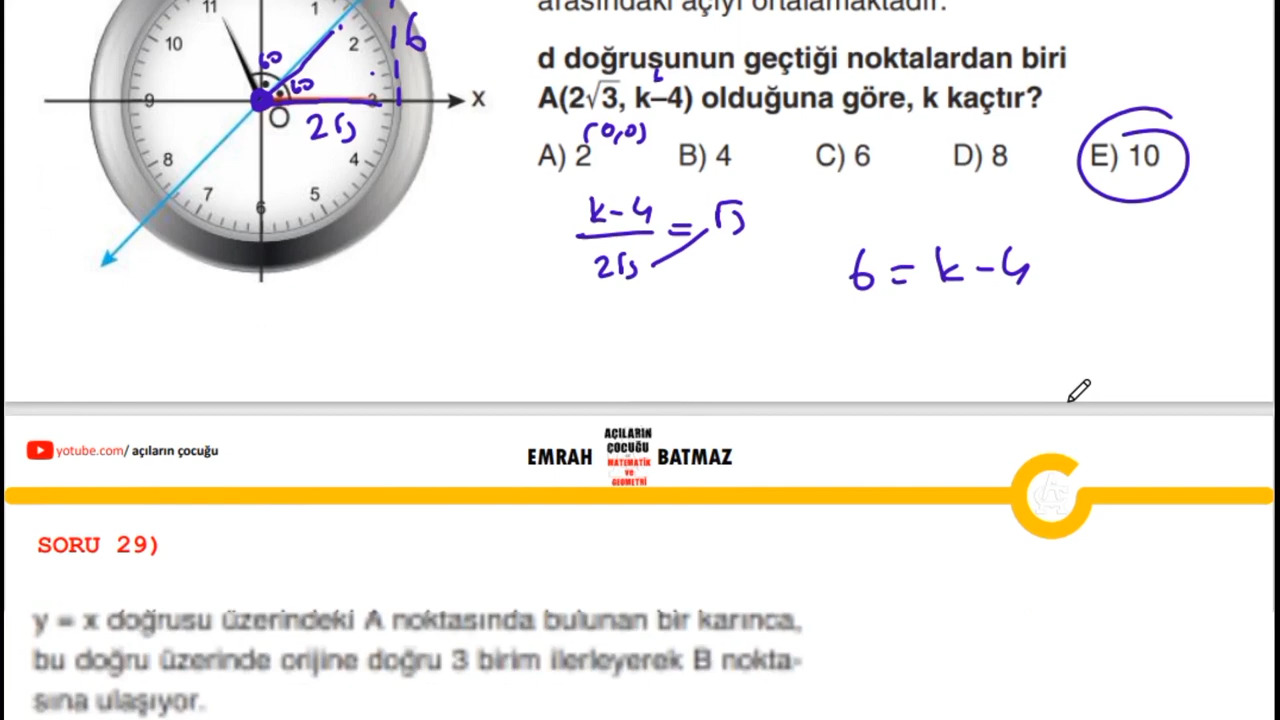 arasındaki açıyı ortalamaktadır.
11
1
10
2
9
3
8
4
7
5
6
60
60
6
X
O
2√3
d doğrusunun geçtiği noktalardan biri
A(2√3, k–4) olduğuna göre, k kaçtır?
6
(0,0)
A) 2 B) 4 C) 6 D) 8 E) 10
k-4
2√3
= √3
6 = k-4
yotube.com/ açıların çocuğu
EMRAH
AÇILARIN
ÇOCUĞU
MATEMATİK
ve
GEOMETRİ
BATMAZ
SORU 29)
y = x doğrusu üzerindeki A noktasında bulunan bir karınca,
bu doğru üzerinde orijine doğru 3 birim ilerleyerek B nokta-
sına ulaşıyor.